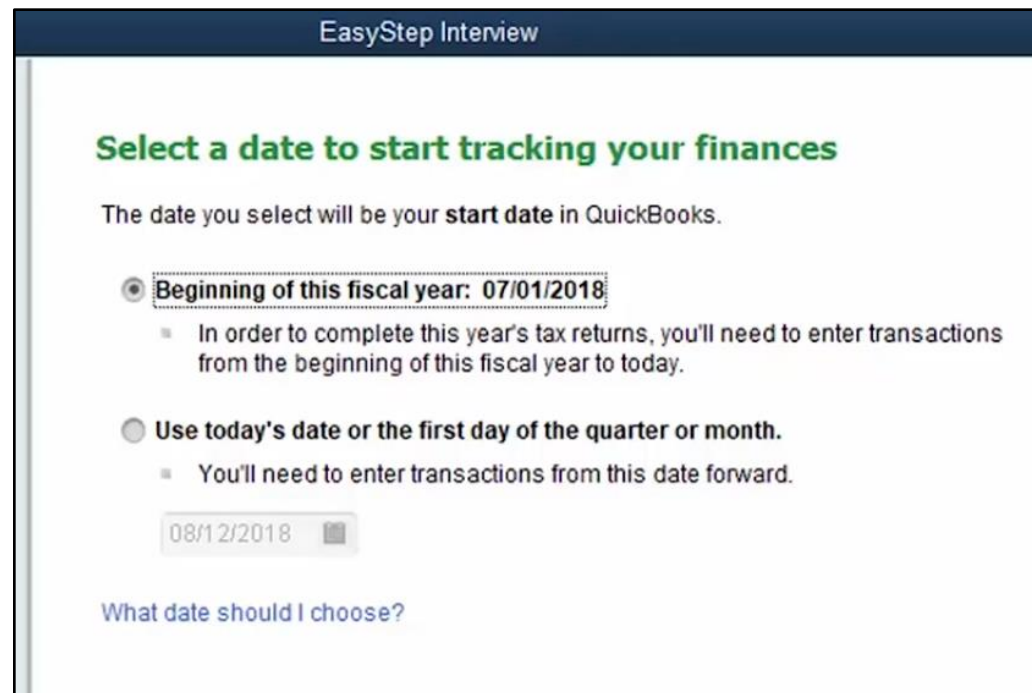 EasyStep Interview
Select a date to start tracking your finances
The date you select will be your start date in QuickBooks.
Beginning of this fiscal year: 07/01/2018
In order to complete this year's tax returns, you'll need to enter transactions
from the beginning of this fiscal year to today.
Use today's date or the first day of the quarter or month.
You'll need to enter transactions from this date forward.
08/12/2018
What date should I choose?